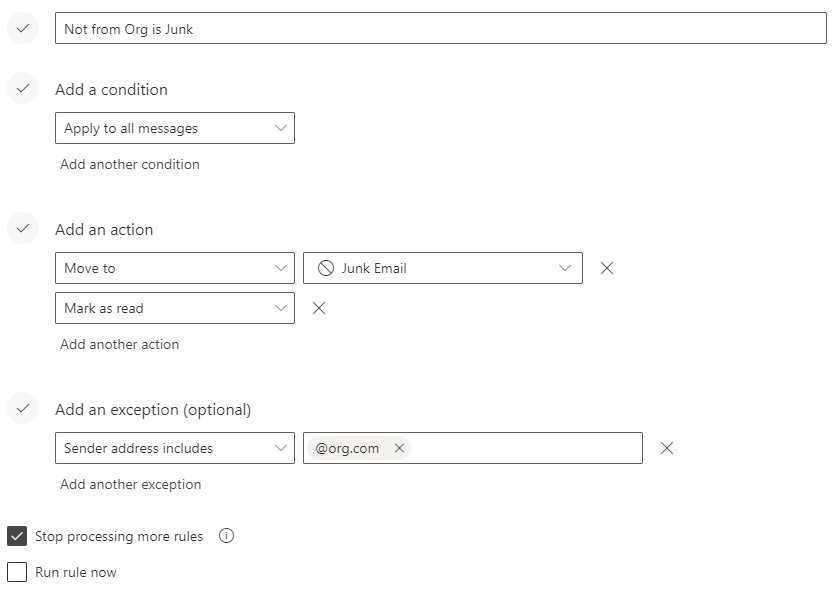 Not from Org is Junk
Add a condition
Apply to all messages
Add another condition
Add an action
Move to Junk Email
Mark as read
Add another action
Add an exception (optional)
Sender address includes @org.com
Add another exception
Stop processing more rules
Run rule now